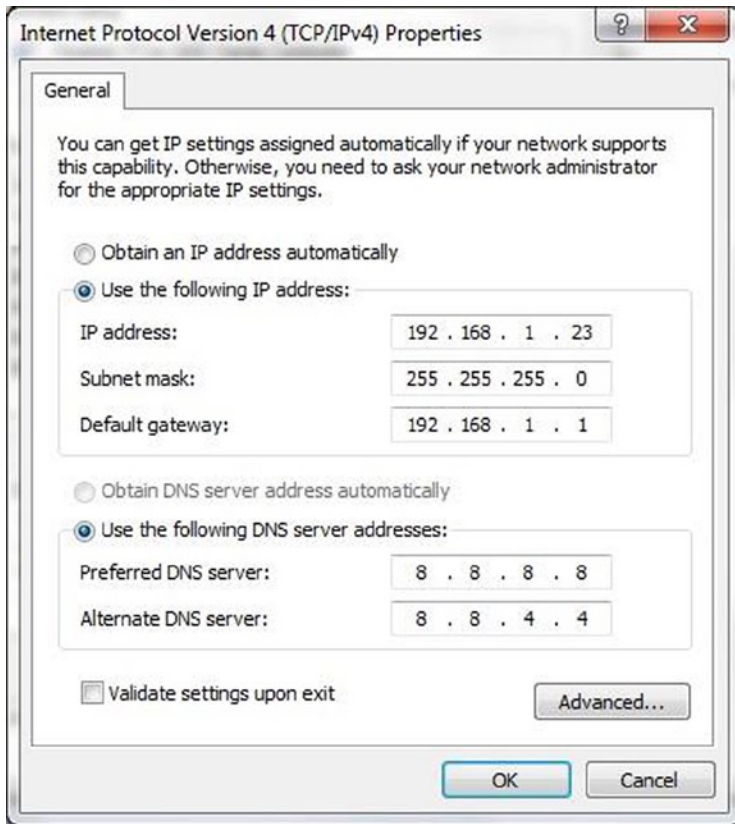 Internet Protocol Version 4 (TCP/IPv4) Properties
?
X
General
You can get IP settings assigned automatically if your network supports
this capability. Otherwise, you need to ask your network administrator
for the appropriate IP settings.
Obtain an IP address automatically
Use the following IP address:
IP address: 192 . 168 . 1 . 23
Subnet mask: 255 . 255 . 255 . 0
Default gateway: 192 . 168 . 1 . 1
Obtain DNS server address automatically
Use the following DNS server addresses:
Preferred DNS server: 8 . 8 . 8 . 8
Alternate DNS server: 8 . 8 . 4 . 4
Validate settings upon exit
Advanced...
OK Cancel